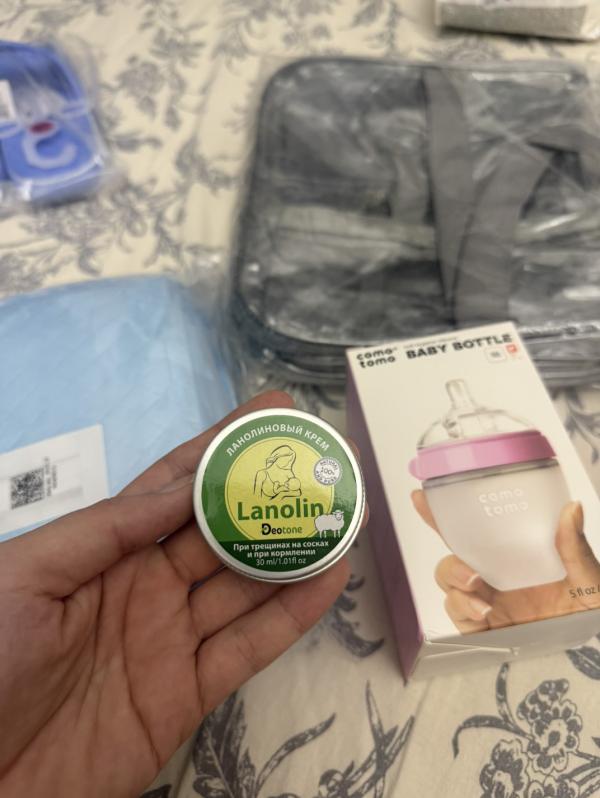 como
tomo
BABY BOTTLE
como
tomo
5 fl oz /
ЛАНОЛИНОВЫЙ КРЕМ
100%
Lanolin
Deotone
При трещинах на сосках
и при кормлении
30 ml/1.01fl oz